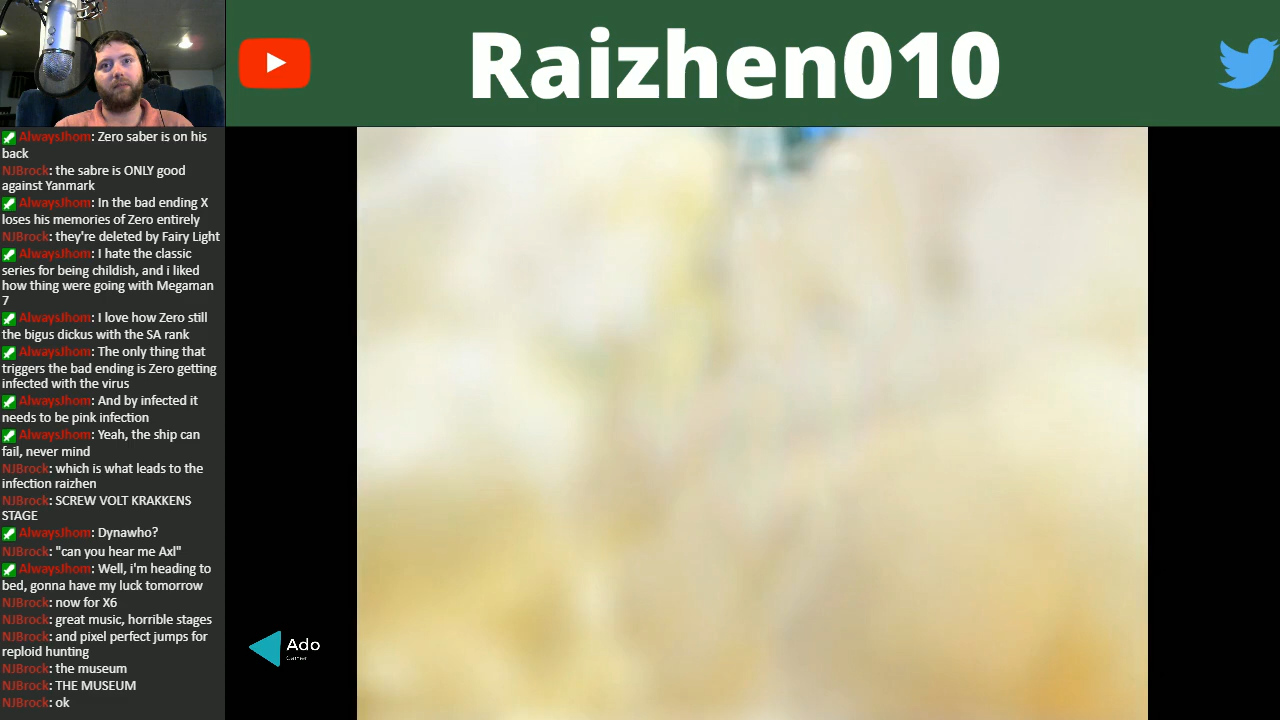 Raizhen010
AlwaysJhom: Zero saber is on his
back
NJBrock: the sabre is ONLY good
against Yanmark
AlwaysJhom: In the bad ending X
loses his memories of Zero entirely
NJBrock: they're deleted by Fairy Light
AlwaysJhom: I hate the classic
series for being childish, and i liked
how thing were going with Megaman
7
AlwaysJhom: I love how Zero still
the bigus dickus with the SA rank
AlwaysJhom: The only thing that
triggers the bad ending is Zero getting
infected with the virus
AlwaysJhom: And by infected it
needs to be pink infection
AlwaysJhom: Yeah, the ship can
fail, never mind
NJBrock: which is what leads to the
infection raizhen
NJBrock: SCREW VOLT KRAKKENS
STAGE
AlwaysJhom: Dynawho?
NJBrock: "can you hear me Axl"
AlwaysJhom: Well, i'm heading to
bed, gonna have my luck tomorrow
NJBrock: now for X6
NJBrock: great music, horrible stages
NJBrock: and pixel perfect jumps for
reploid hunting
NJBrock: the museum
NJBrock: THE MUSEUM
NJBrock: ok
Ado